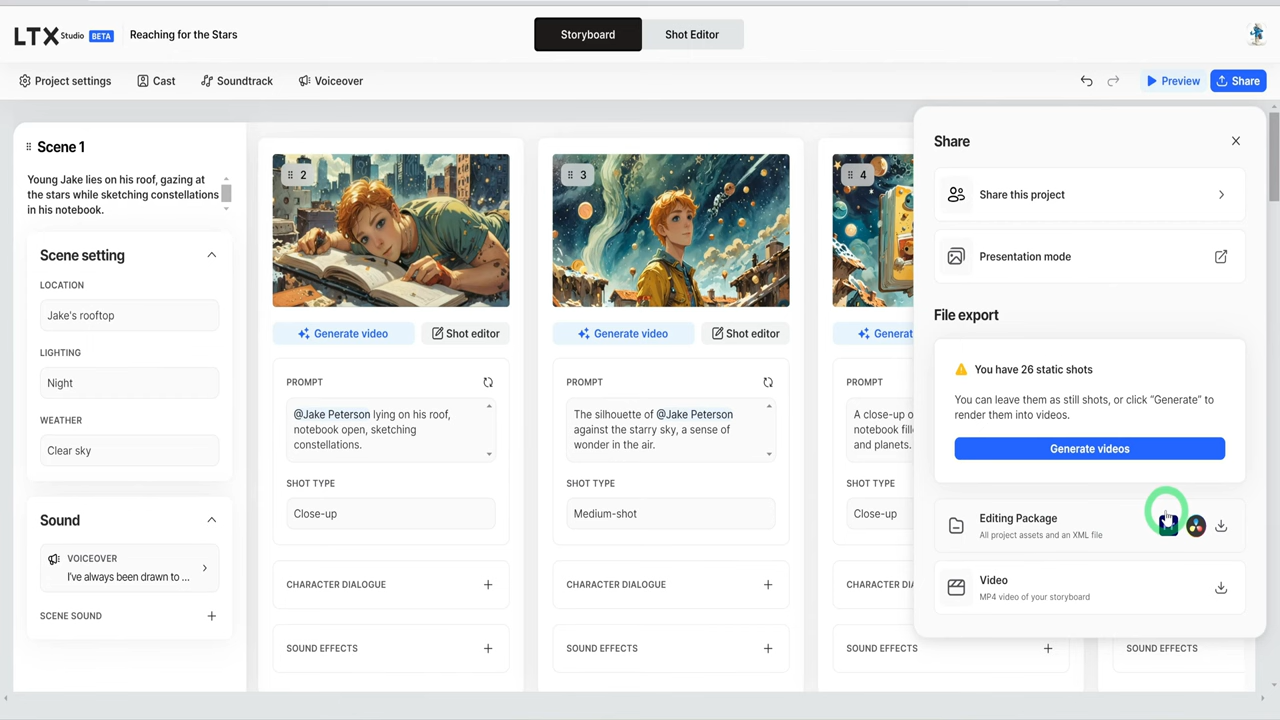 LTX Studio BETA Reaching for the Stars
Storyboard Shot Editor
Project settings Cast Soundtrack Voiceover
Preview Share
Scene 1
Young Jake lies on his roof, gazing at
the stars while sketching constellations
in his notebook.
Scene setting
LOCATION
Jake's rooftop
LIGHTING
Night
WEATHER
Clear sky
Sound
VOICEOVER
I've always been drawn to ...
SCENE SOUND
2
Generate video Shot editor
PROMPT
@Jake Peterson lying on his roof,
notebook open, sketching
constellations.
SHOT TYPE
Close-up
CHARACTER DIALOGUE
SOUND EFFECTS
3
Generate video Shot editor
PROMPT
The silhouette of @Jake Peterson
against the starry sky, a sense of
wonder in the air.
SHOT TYPE
Medium-shot
CHARACTER DIALOGUE
SOUND EFFECTS
4
Generat
PROMPT
A close-up o
notebook fill
and planets.
SHOT TYPE
Close-up
CHARACTER DIA
SOUND EFFECTS
SOUND EFFECTS
Share
Share this project
Presentation mode
File export
You have 26 static shots
You can leave them as still shots, or click “Generate” to
render them into videos.
Generate videos
Editing Package
All project assets and an XML file
Video
MP4 video of your storyboard